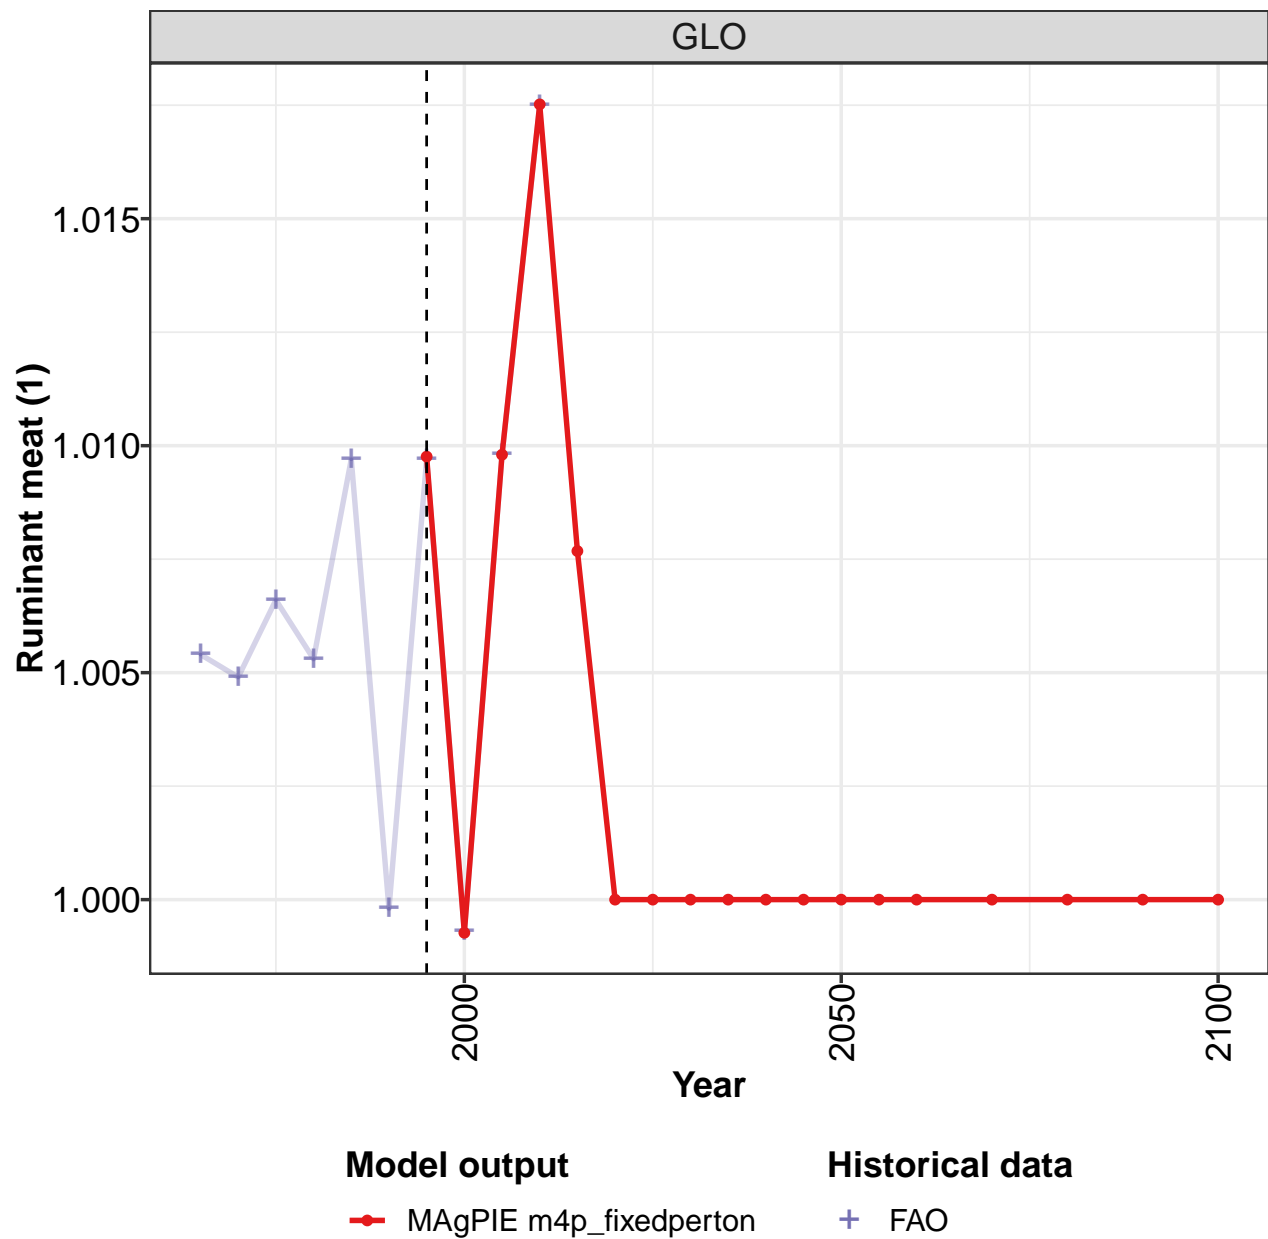 GLO
Ruminant meat (1)
1.015
1.010
1.005
1.000
2000
2050
2100
Year
Model output
MAgPIE m4p_fixedperton
Historical data
FAO